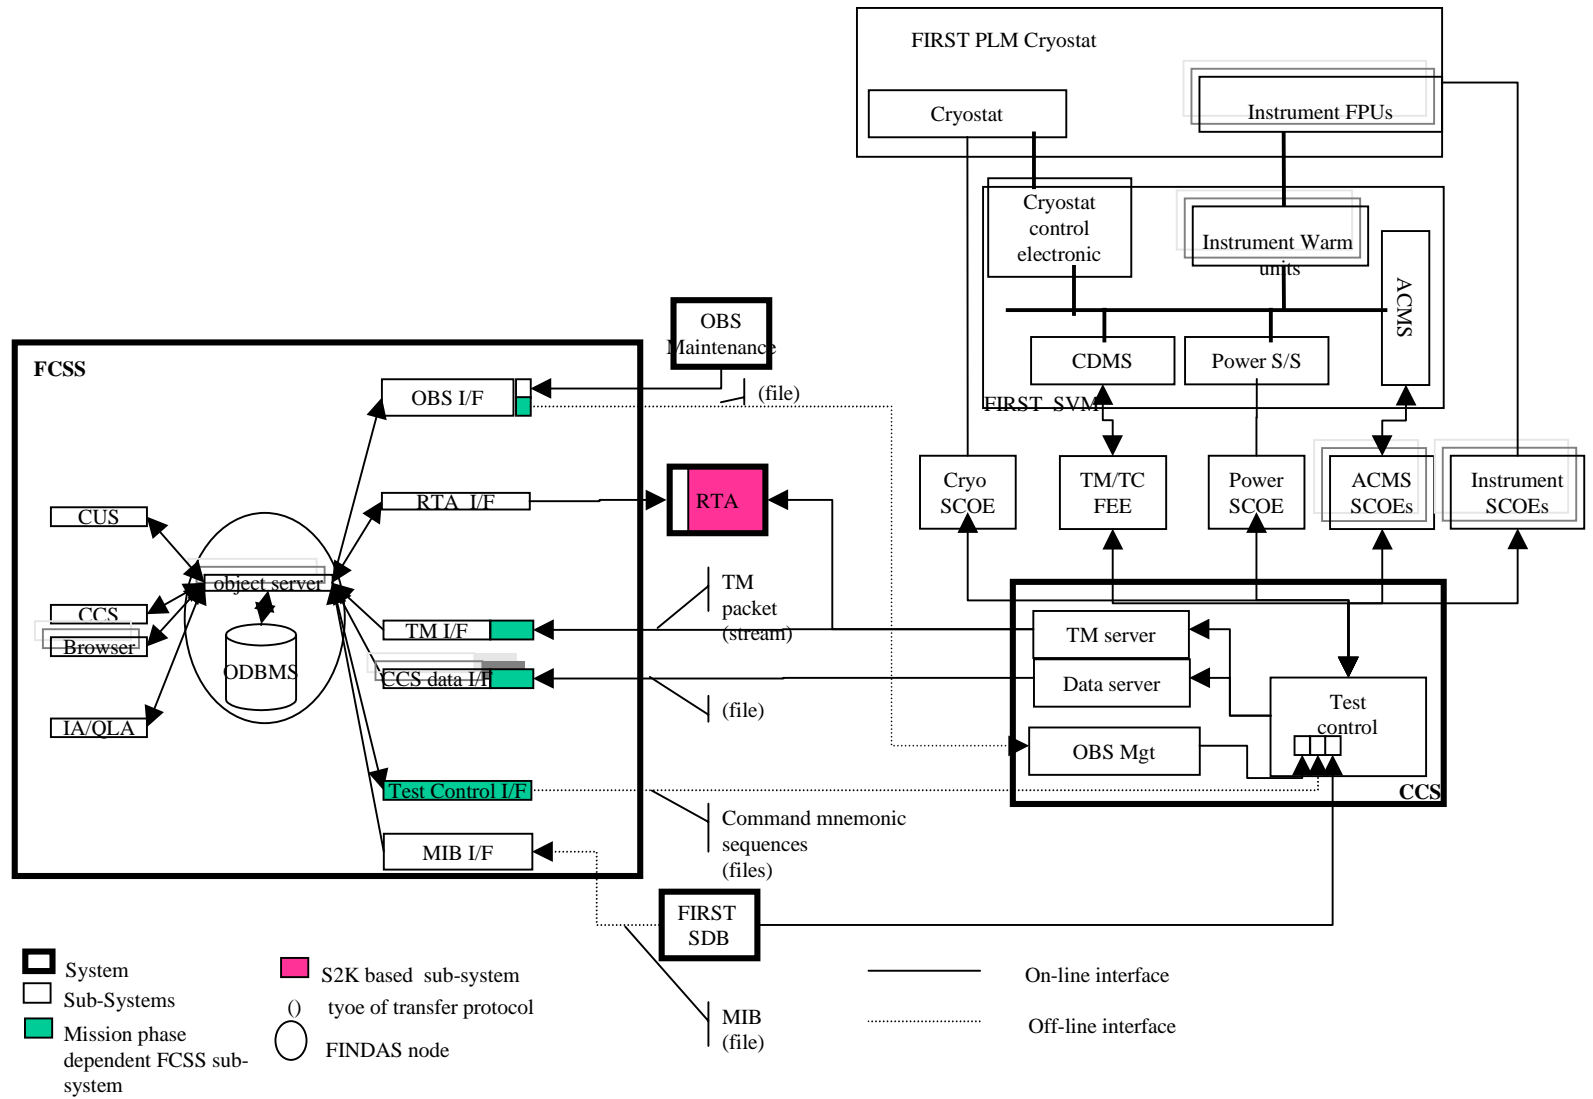 FIRST PLM Cryostat
Cryostat
Instrument FPUs
Cryostat
control
electronic
Instrument Warm
units
ACMS
CDMS
Power S/S
FIRST SVM
OBS
Maintenance
(file)
FCSS
OBS I/F
RTA I/F
RTA
Cryo
SCOE
TM/TC
FEE
Power
SCOE
ACMS
SCOEs
Instrument
SCOEs
CUS
object server
CCS
Browser
ODBMS
IA/QLA
TM I/F
CCS data I/F
TM
packet
(stream)
(file)
TM server
Data server
Test
control
OBS Mgt
CCS
Test Control I/F
Command mnemonic
sequences
(files)
MIB I/F
FIRST
SDB
MIB
(file)
System
Sub-Systems
Mission phase
dependent FCSS sub-
system
S2K based sub-system
() tyoe of transfer protocol
FINDAS node
On-line interface
Off-line interface